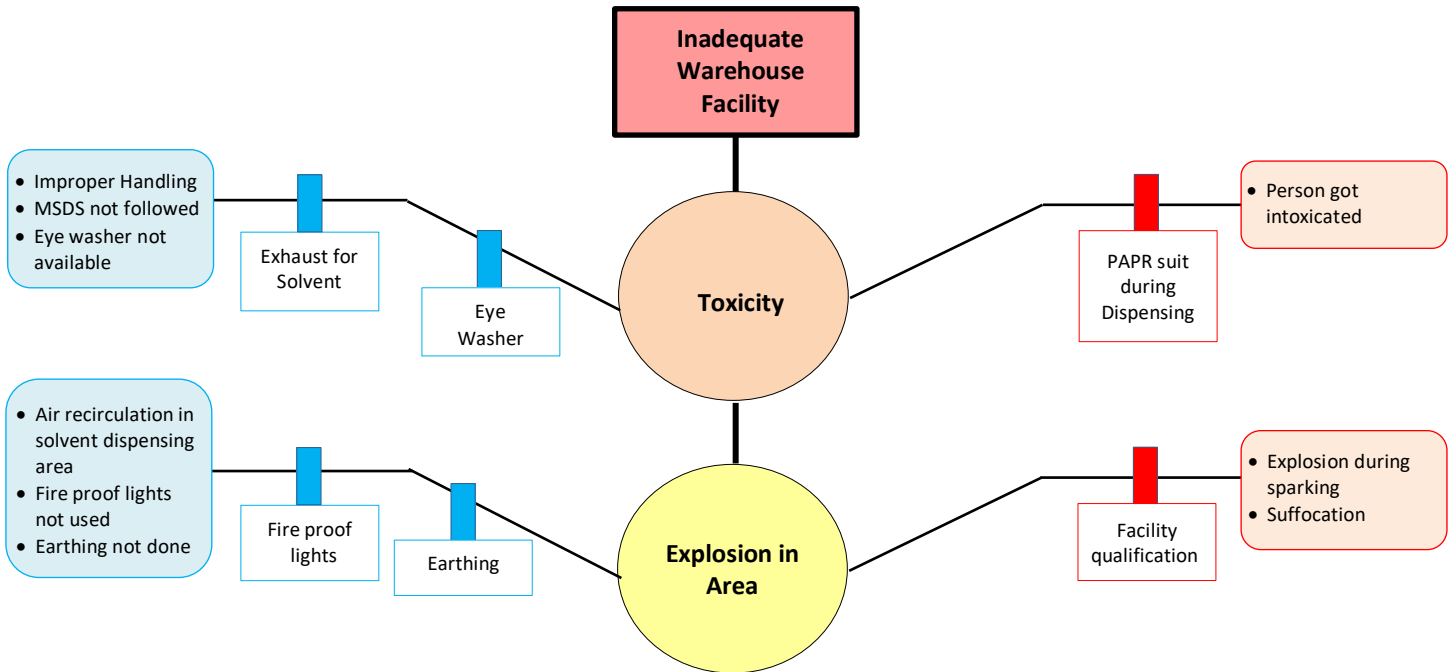 Inadequate
Warehouse
Facility
• Improper Handling
• MSDS not followed
• Eye washer not
available
Exhaust for
Solvent
Eye
Washer
Toxicity
PAPR suit
during
Dispensing
• Person got
intoxicated
• Air recirculation in
solvent dispensing
area
• Fire proof lights
not used
• Earthing not done
Fire proof
lights
Earthing
Explosion in
Area
Facility
qualification
• Explosion during
sparking
• Suffocation